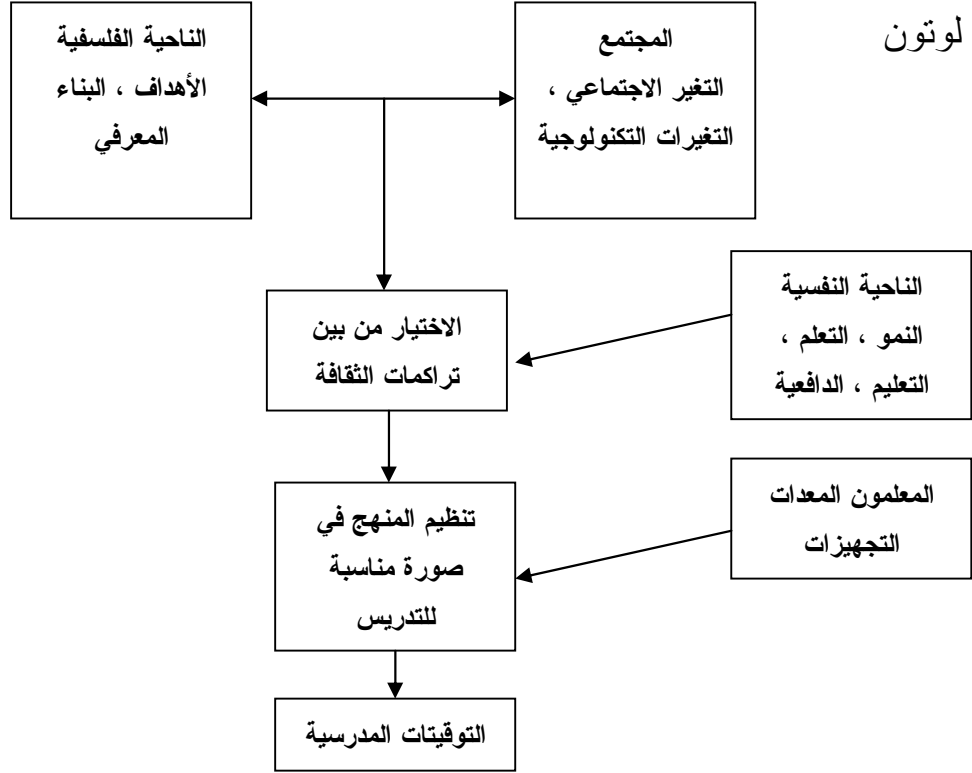 لوتون
المجتمع
التغير الاجتماعي ،
التغيرات التكنولوجية
الناحية الفلسفية
الأهداف ، البناء
المعرفي
الناحية النفسية
النمو ، التعلم ،
التعليم ، الدافعية
الاختيار من بين
تراكمات الثقافة
المعلمون المعدات
التجهيزات
تنظيم المنهج في
صورة مناسبة
للتدريس
التوقيتات المدرسية